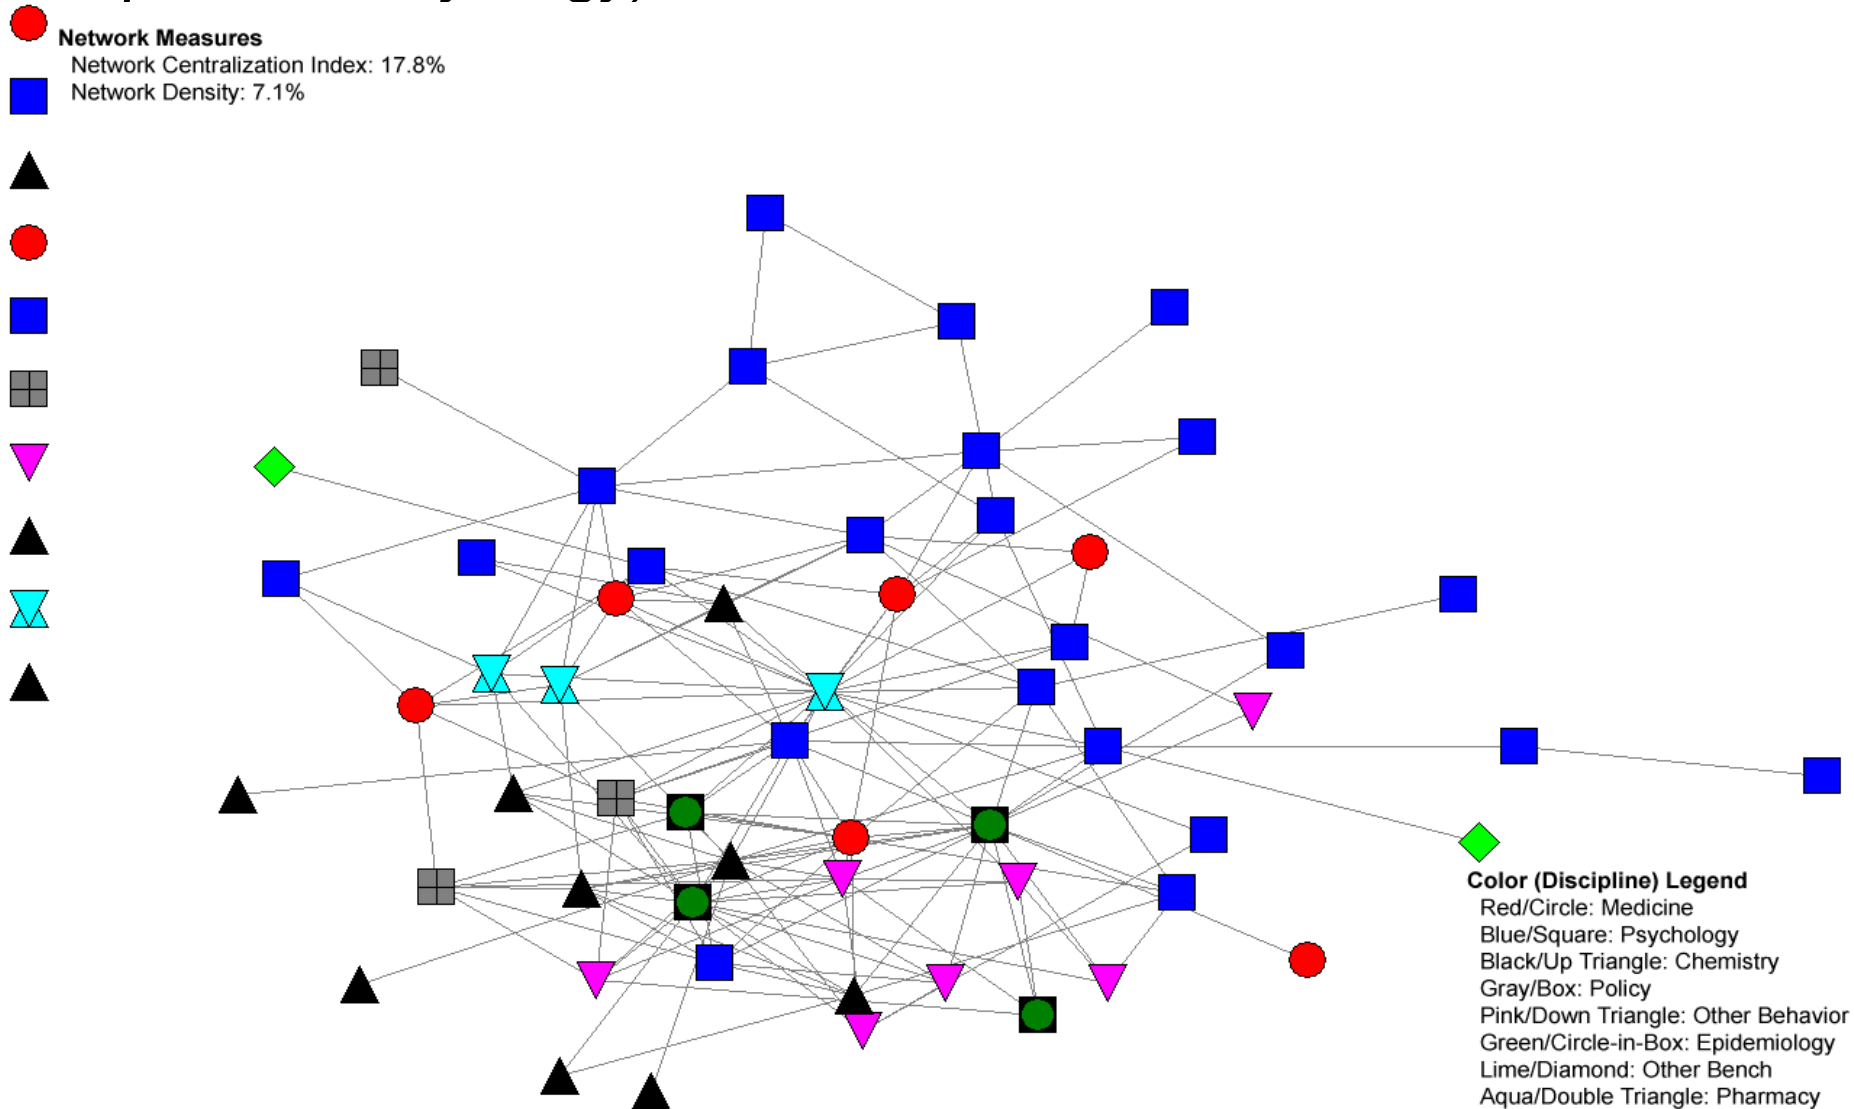 Network Measures
Network Centralization Index: 17.8%
Network Density: 7.1%
Color (Discipline) Legend
Red/Circle: Medicine
Blue/Square: Psychology
Black/Up Triangle: Chemistry
Gray/Box: Policy
Pink/Down Triangle: Other Behavior
Green/Circle-in-Box: Epidemiology
Lime/Diamond: Other Bench
Aqua/Double Triangle: Pharmacy